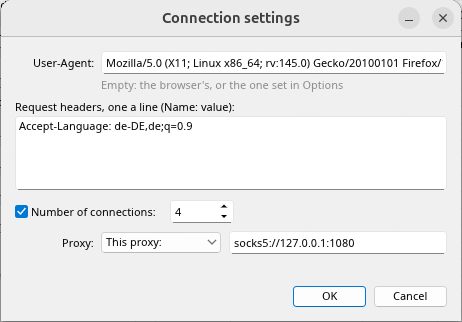 Connection settings
User-Agent: Mozilla/5.0 (X11; Linux x86_64; rv:145.0) Gecko/20100101 Firefox/
Empty: the browser's, or the one set in Options
Request headers, one a line (Name: value):
Accept-Language: de-DE,de;q=0.9
Number of connections: 4
Proxy: This proxy: socks5://127.0.0.1:1080
OK Cancel